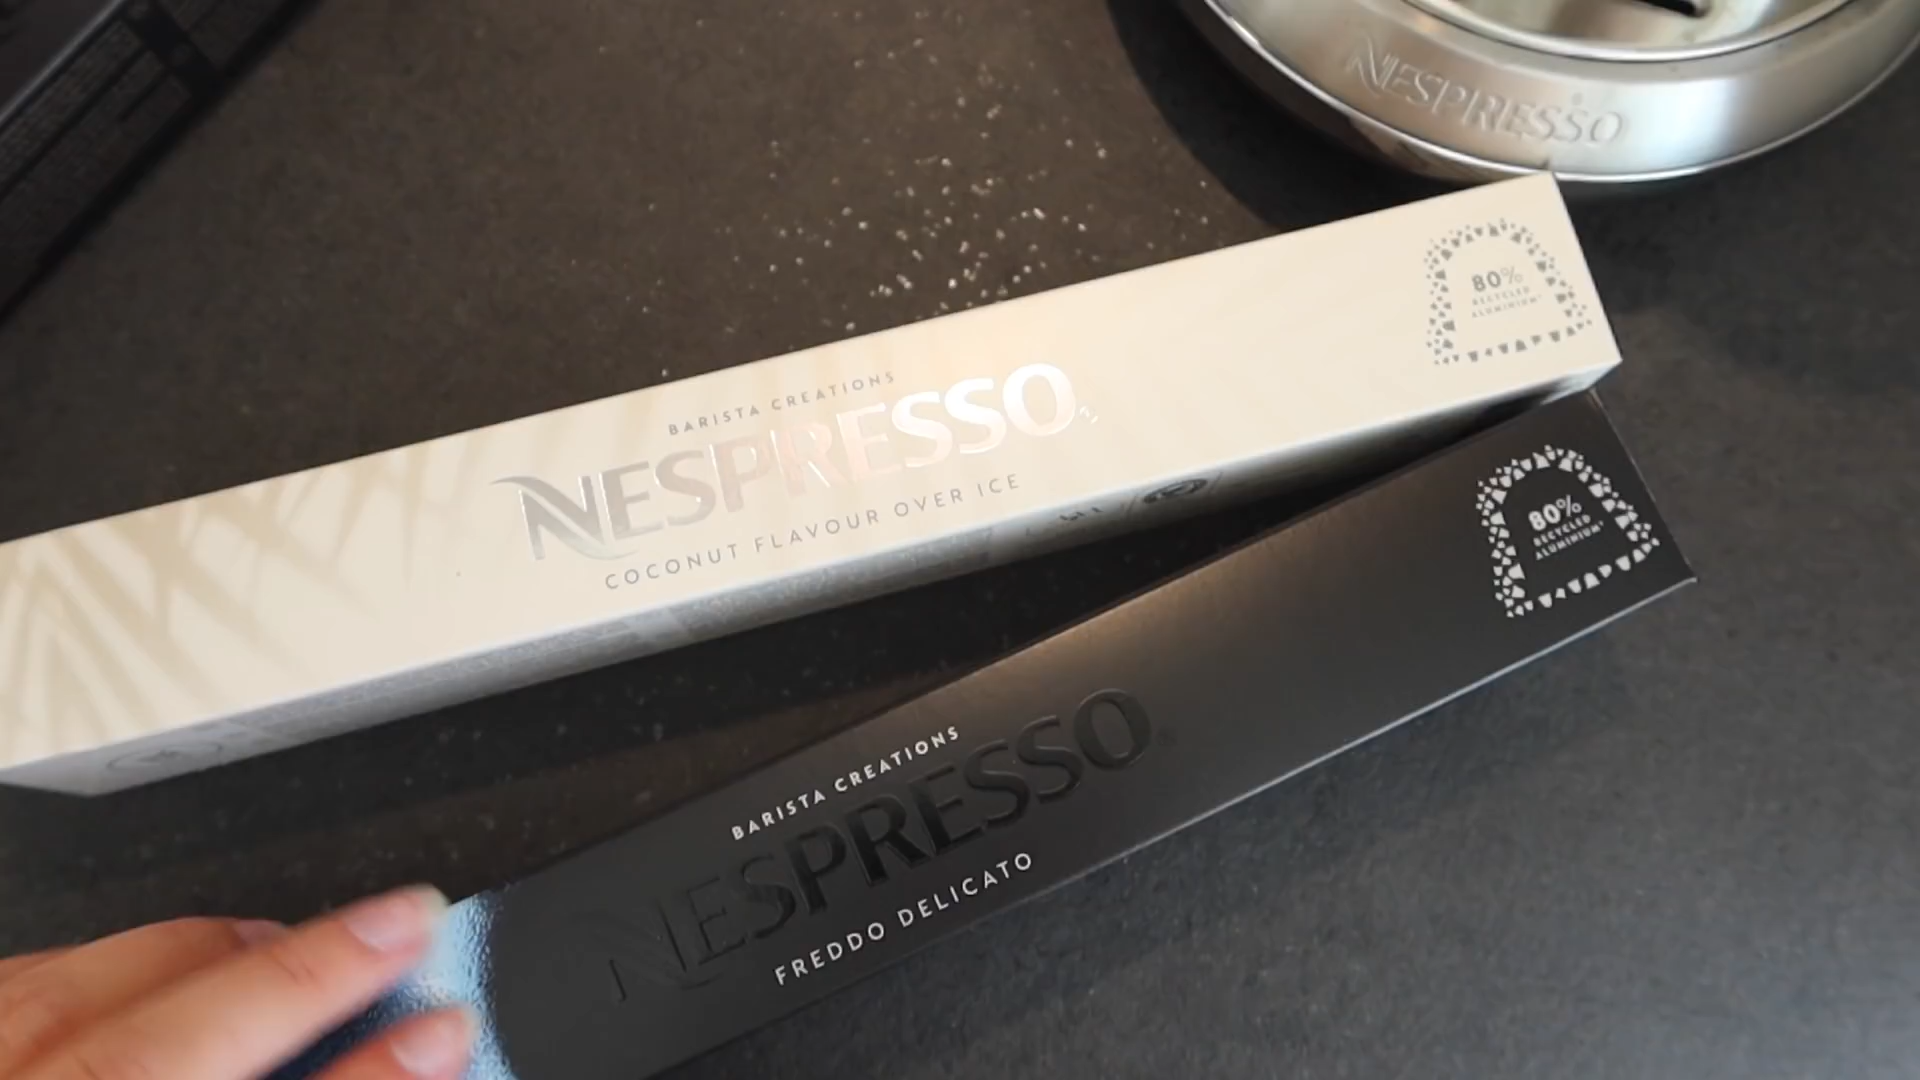 NESPRESSO
80%
RECYCLED
ALUMINIUM*
BARISTA CREATIONS
NESPRESSO
COCONUT FLAVOUR OVER ICE
80%
RECYCLED
ALUMINIUM*
BARISTA CREATIONS
NESPRESSO
FREDDO DELICATO